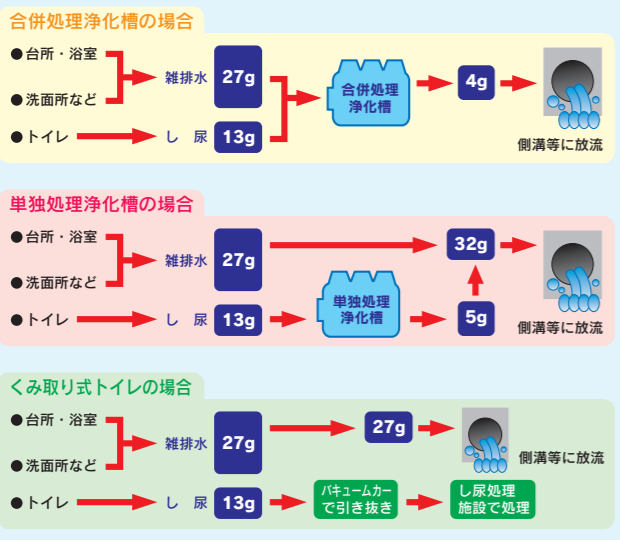 合併処理浄化槽の場合
●台所・浴室
●洗面所など
雑排水
27g
●トイレ
し 尿
13g
合併処理
浄化槽
4g
側溝等に放流
単独処理浄化槽の場合
●台所・浴室
●洗面所など
雑排水
27g
●トイレ
し 尿
13g
単独処理
浄化槽
5g
32g
側溝等に放流
くみ取り式トイレの場合
●台所・浴室
●洗面所など
雑排水
27g
27g
側溝等に放流
●トイレ
し 尿
13g
バキュームカー
で引き抜き
し尿処理
施設で処理